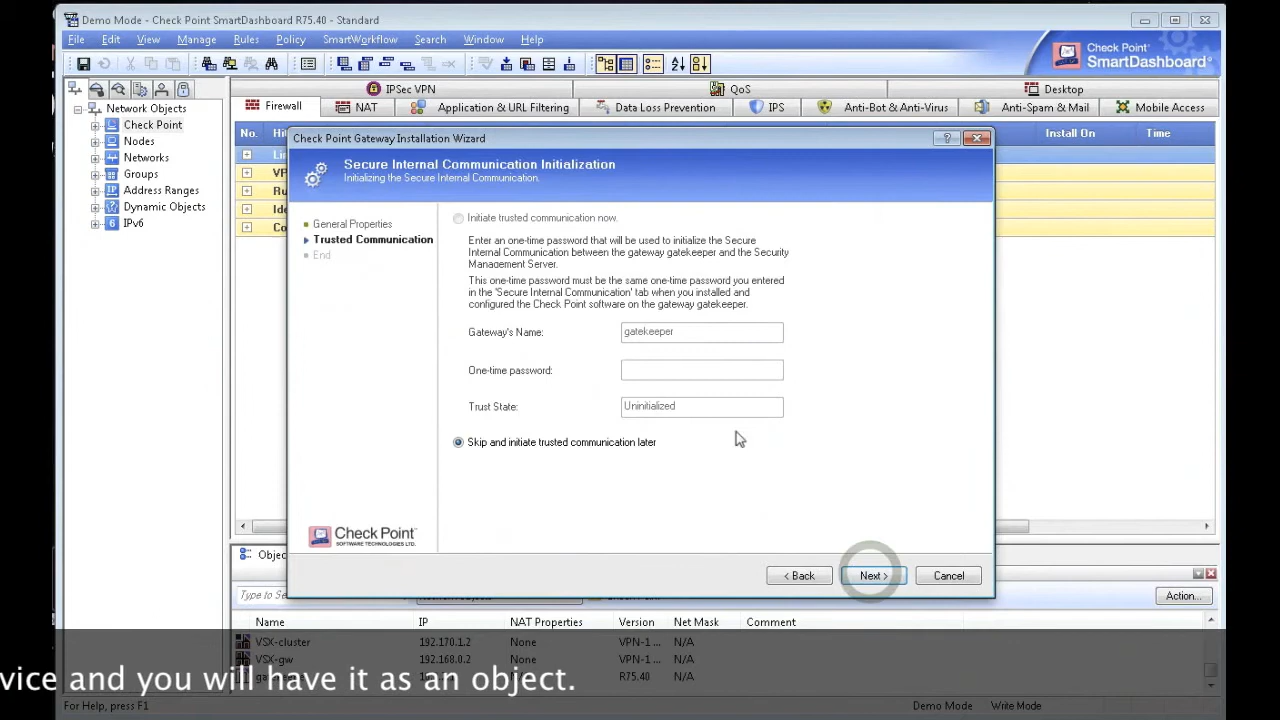 Demo Mode - Check Point SmartDashboard R75.40 - Standard
File Edit View Manage Rules Policy SmartWorkflow Search Window Help
Check Point
SmartDashboard
IPSec VPN QoS Desktop
Firewall NAT Application & URL Filtering Data Loss Prevention IPS Anti-Bot & Anti-Virus Anti-Spam & Mail Mobile Access
Network Objects
Check Point
Nodes
Networks
Groups
Address Ranges
Dynamic Objects
IPv6
No. Hi Install On Time
Li
VP
Ru
Ide
Co
Check Point Gateway Installation Wizard
Secure Internal Communication Initialization
Initializing the Secure Internal Communication.
General Properties
Trusted Communication
End
Initiate trusted communication now.
Enter an one-time password that will be used to initialize the Secure
Internal Communication between the gateway gatekeeper and the Security
Management Server.
This one-time password must be the same one-time password you entered
in the 'Secure Internal Communication' tab when you installed and
configured the Check Point software on the gateway gatekeeper.
Gateway's Name: gatekeeper
One-time password:
Trust State: Uninitialized
Skip and initiate trusted communication later
Check Point
SOFTWARE TECHNOLOGIES LTD.
< Back Next > Cancel
Objec
Type to Se
Action...
Name IP NAT Properties Version Net Mask Comment
VSX-cluster 192.170.1.2 None VPN-1 ... N/A
VSX-gw 192.168.0.2 None VPN-1 ... N/A
None R75.40 N/A
vice and you will have it as an object.
For Help, press F1 Demo Mode Write Mode